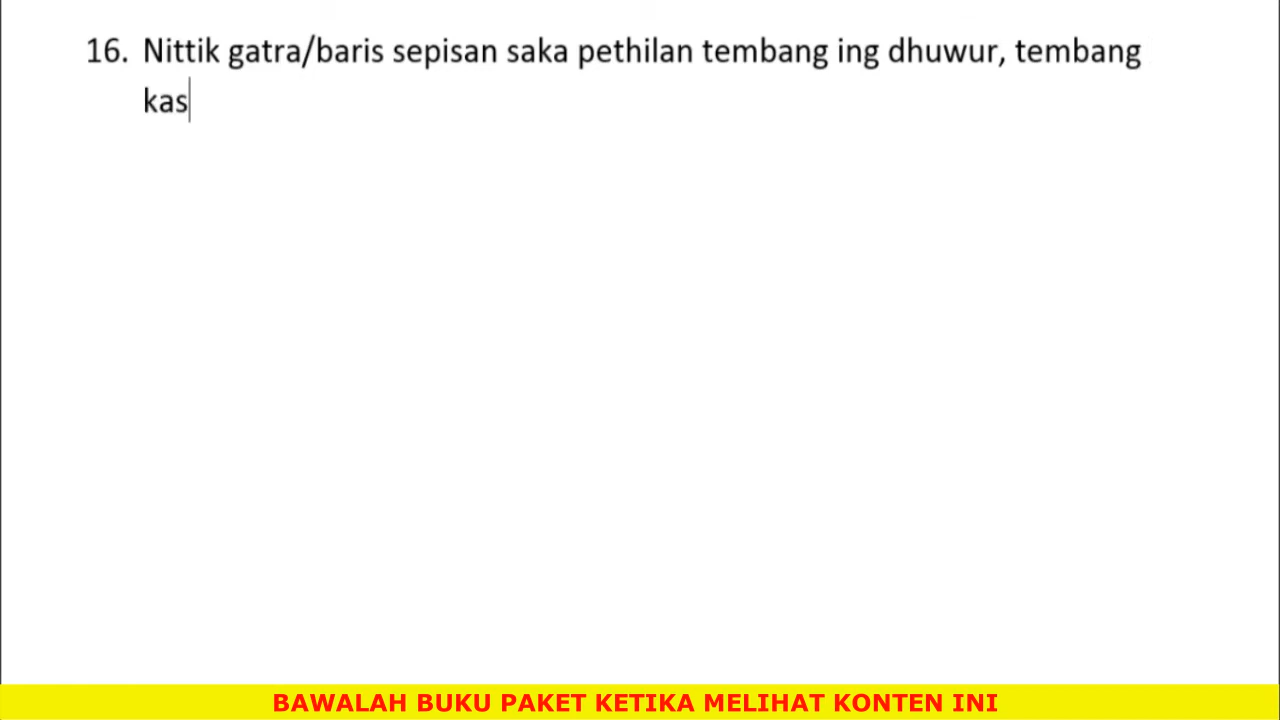 16. Nittik gatra/baris sepisan saka pethilan tembang ing dhuwur, tembang
kas
BAWALAH BUKU PAKET KETIKA MELIHAT KONTEN INI